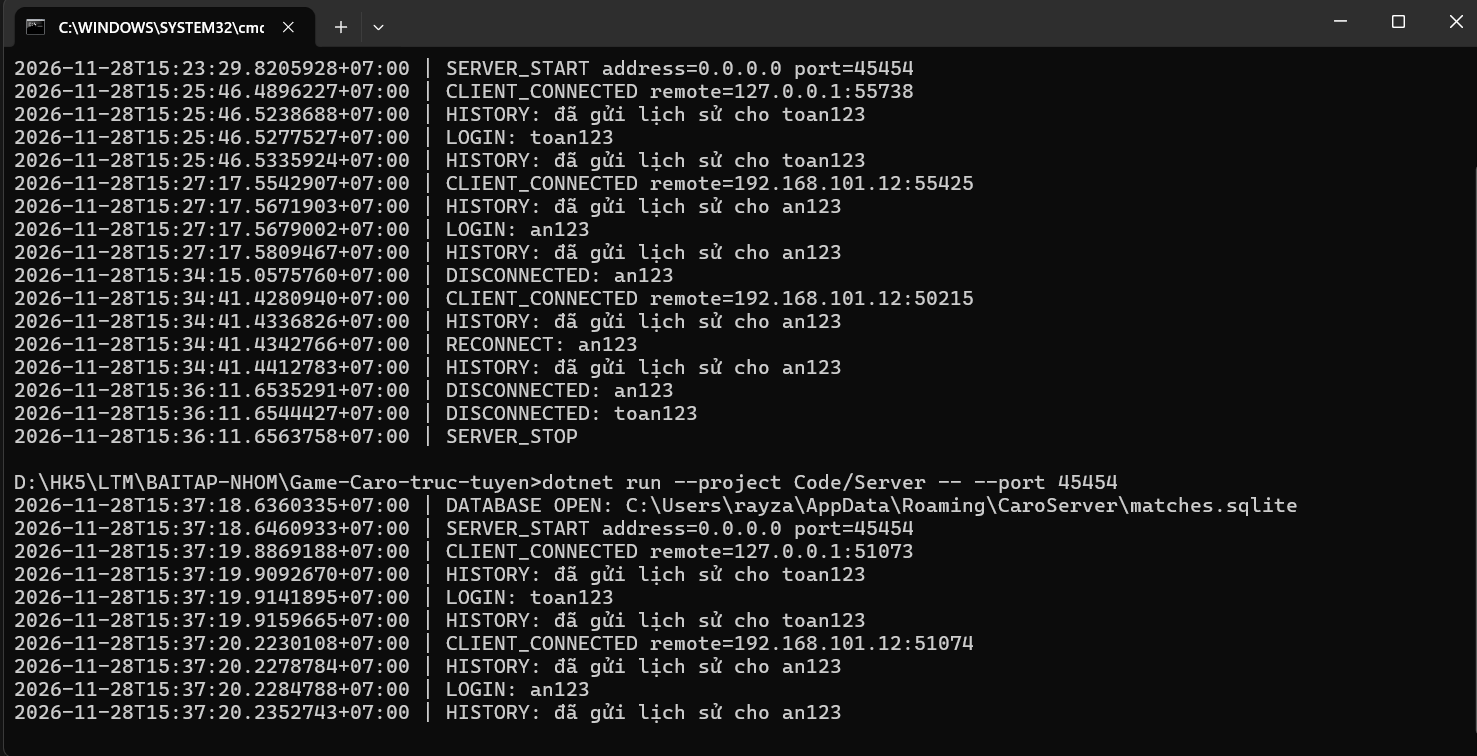 C:\WINDOWS\SYSTEM32\cmd
2026-11-28T15:23:29.8205928+07:00 | SERVER_START address=0.0.0.0 port=45454
2026-11-28T15:25:46.4896227+07:00 | CLIENT_CONNECTED remote=127.0.0.1:55738
2026-11-28T15:25:46.5238688+07:00 | HISTORY: đã gửi lịch sử cho toan123
2026-11-28T15:25:46.5277527+07:00 | LOGIN: toan123
2026-11-28T15:25:46.5335924+07:00 | HISTORY: đã gửi lịch sử cho toan123
2026-11-28T15:27:17.5542907+07:00 | CLIENT_CONNECTED remote=192.168.101.12:55425
2026-11-28T15:27:17.5671903+07:00 | HISTORY: đã gửi lịch sử cho an123
2026-11-28T15:27:17.5679002+07:00 | LOGIN: an123
2026-11-28T15:27:17.5809467+07:00 | HISTORY: đã gửi lịch sử cho an123
2026-11-28T15:34:15.0575760+07:00 | DISCONNECTED: an123
2026-11-28T15:34:41.4280940+07:00 | CLIENT_CONNECTED remote=192.168.101.12:50215
2026-11-28T15:34:41.4336826+07:00 | HISTORY: đã gửi lịch sử cho an123
2026-11-28T15:34:41.4342766+07:00 | RECONNECT: an123
2026-11-28T15:34:41.4412783+07:00 | HISTORY: đã gửi lịch sử cho an123
2026-11-28T15:36:11.6535291+07:00 | DISCONNECTED: an123
2026-11-28T15:36:11.6544427+07:00 | DISCONNECTED: toan123
2026-11-28T15:36:11.6563758+07:00 | SERVER_STOP
D:\HK5\LTM\BAITAP-NHOM\Game-Caro-truc-tuyen>dotnet run --project Code/Server -- --port 45454
2026-11-28T15:37:18.6360335+07:00 | DATABASE OPEN: C:\Users\rayza\AppData\Roaming\CaroServer\matches.sqlite
2026-11-28T15:37:18.6460933+07:00 | SERVER_START address=0.0.0.0 port=45454
2026-11-28T15:37:19.8869188+07:00 | CLIENT_CONNECTED remote=127.0.0.1:51073
2026-11-28T15:37:19.9092670+07:00 | HISTORY: đã gửi lịch sử cho toan123
2026-11-28T15:37:19.9141895+07:00 | LOGIN: toan123
2026-11-28T15:37:19.9159665+07:00 | HISTORY: đã gửi lịch sử cho toan123
2026-11-28T15:37:20.2230108+07:00 | CLIENT_CONNECTED remote=192.168.101.12:51074
2026-11-28T15:37:20.2278784+07:00 | HISTORY: đã gửi lịch sử cho an123
2026-11-28T15:37:20.2284788+07:00 | LOGIN: an123
2026-11-28T15:37:20.2352743+07:00 | HISTORY: đã gửi lịch sử cho an123